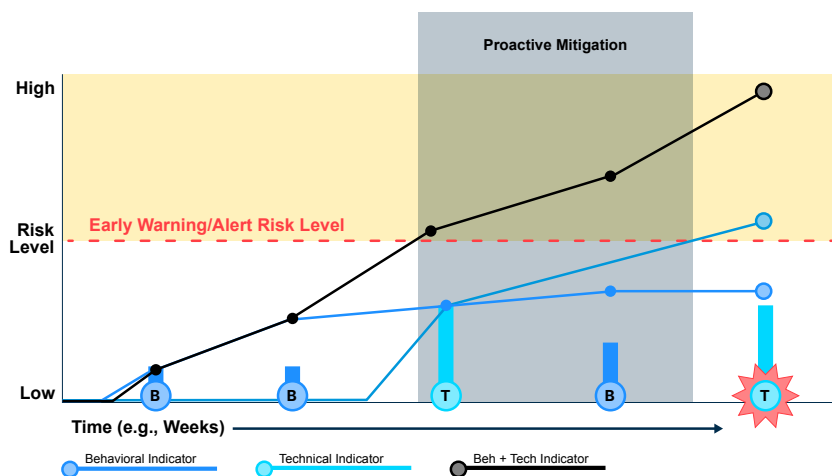 Proactive Mitigation
High
Early Warning/Alert Risk Level
Risk
Level
Low
B
B
T
B
T
Time (e.g., Weeks)
Behavioral Indicator
Technical Indicator
Beh + Tech Indicator